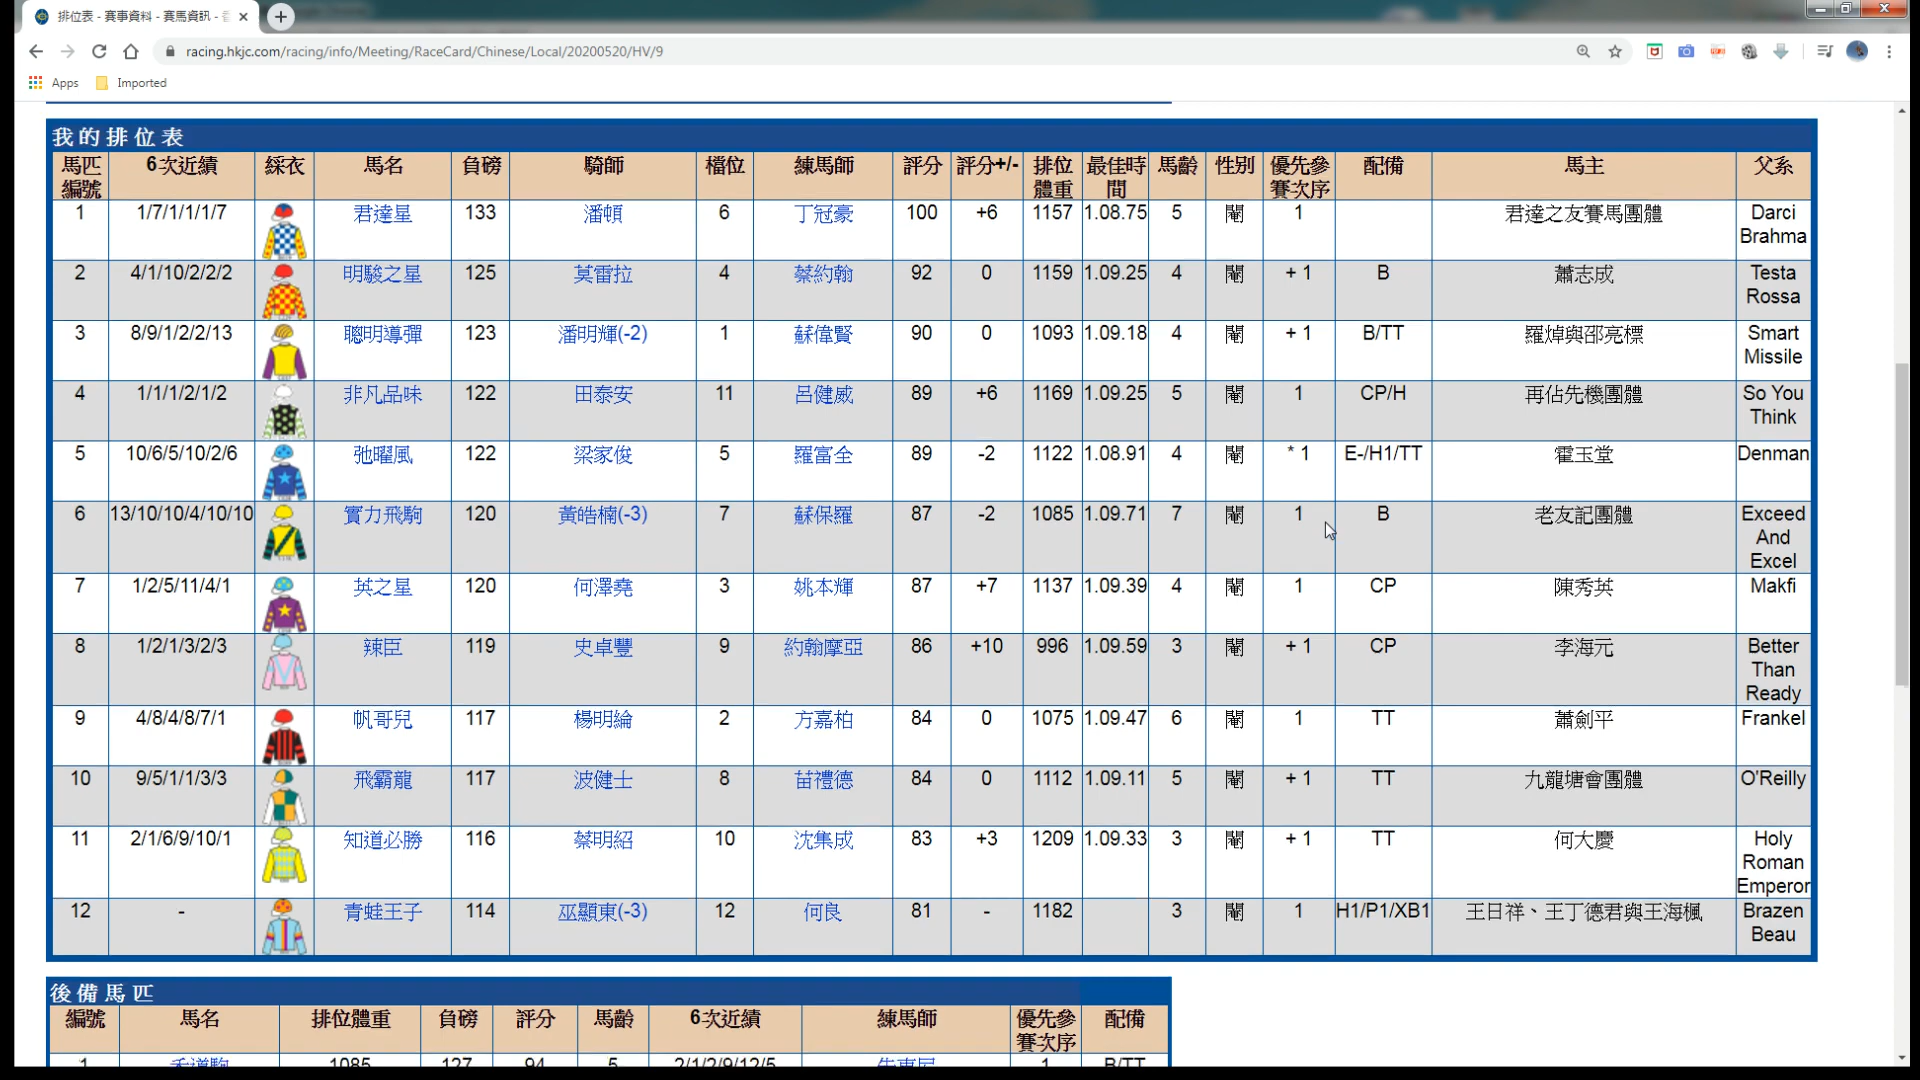 排位表 - 賽事資料 - 賽馬資訊 -
racing.hkjc.com/racing/info/Meeting/RaceCard/Chinese/Local/20200520/HV/9
Apps Imported
我的排位表
馬匹編號 6次近績 綵衣 馬名 負磅 騎師 檔位 練馬師 評分 評分+/- 排位體重 最佳時間 馬齡 性別 優先參賽次序 配備 馬主 父系
1 1/7/1/1/1/7 君達星 133 潘頓 6 丁冠豪 100 +6 1157 1.08.75 5 閹 1 君達之友賽馬團體 Darci Brahma
2 4/1/10/2/2/2 明駿之星 125 莫雷拉 4 蔡約翰 92 0 1159 1.09.25 4 閹 + 1 B 蕭志成 Testa Rossa
3 8/9/1/2/2/13 聰明導彈 123 潘明輝(-2) 1 蘇偉賢 90 0 1093 1.09.18 4 閹 + 1 B/TT 羅焯與邵亮標 Smart Missile
4 1/1/1/2/1/2 非凡品味 122 田泰安 11 呂健威 89 +6 1169 1.09.25 5 閹 1 CP/H 再佔先機團體 So You Think
5 10/6/5/10/2/6 弛曜風 122 梁家俊 5 羅富全 89 -2 1122 1.08.91 4 閹 * 1 E-/H1/TT 霍玉堂 Denman
6 13/10/10/4/10/10 實力飛駒 120 黃皓楠(-3) 7 蘇保羅 87 -2 1085 1.09.71 7 閹 1 B 老友記團體 Exceed And Excel
7 1/2/5/11/4/1 英之星 120 何澤堯 3 姚本輝 87 +7 1137 1.09.39 4 閹 1 CP 陳秀英 Makfi
8 1/2/1/3/2/3 辣臣 119 史卓豐 9 約翰摩亞 86 +10 996 1.09.59 3 閹 + 1 CP 李海元 Better Than Ready
9 4/8/4/8/7/1 帆哥兒 117 楊明綸 2 方嘉柏 84 0 1075 1.09.47 6 閹 1 TT 蕭劍平 Frankel
10 9/5/1/1/3/3 飛霸龍 117 波健士 8 苗禮德 84 0 1112 1.09.11 5 閹 + 1 TT 九龍塘會團體 O'Reilly
11 2/1/6/9/10/1 知道必勝 116 蔡明紹 10 沈集成 83 +3 1209 1.09.33 3 閹 + 1 TT 何大慶 Holy Roman Emperor
12 - 青蛙王子 114 巫顯東(-3) 12 何良 81 - 1182 3 閹 1 H1/P1/XB1 王日祥、王丁德君與王海楓 Brazen Beau
後備馬匹
編號 馬名 排位體重 負磅 評分 馬齡 6次近績 練馬師 優先參賽次序 配備
1 1085 127 94 5 2/1/2/9/12/5 1 B/TT